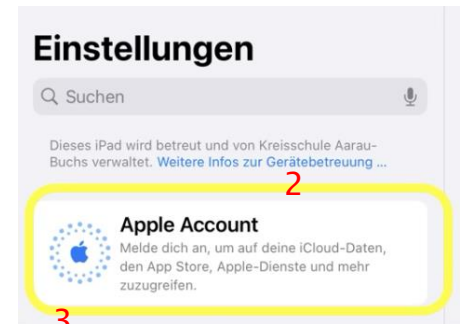 Einstellungen
Suchen
Dieses iPad wird betreut und von Kreisschule Aarau-
Buchs verwaltet. Weitere Infos zur Gerätebetreuung ...
2
Apple Account
Melde dich an, um auf deine iCloud-Daten,
den App Store, Apple-Dienste und mehr
zuzugreifen.
3